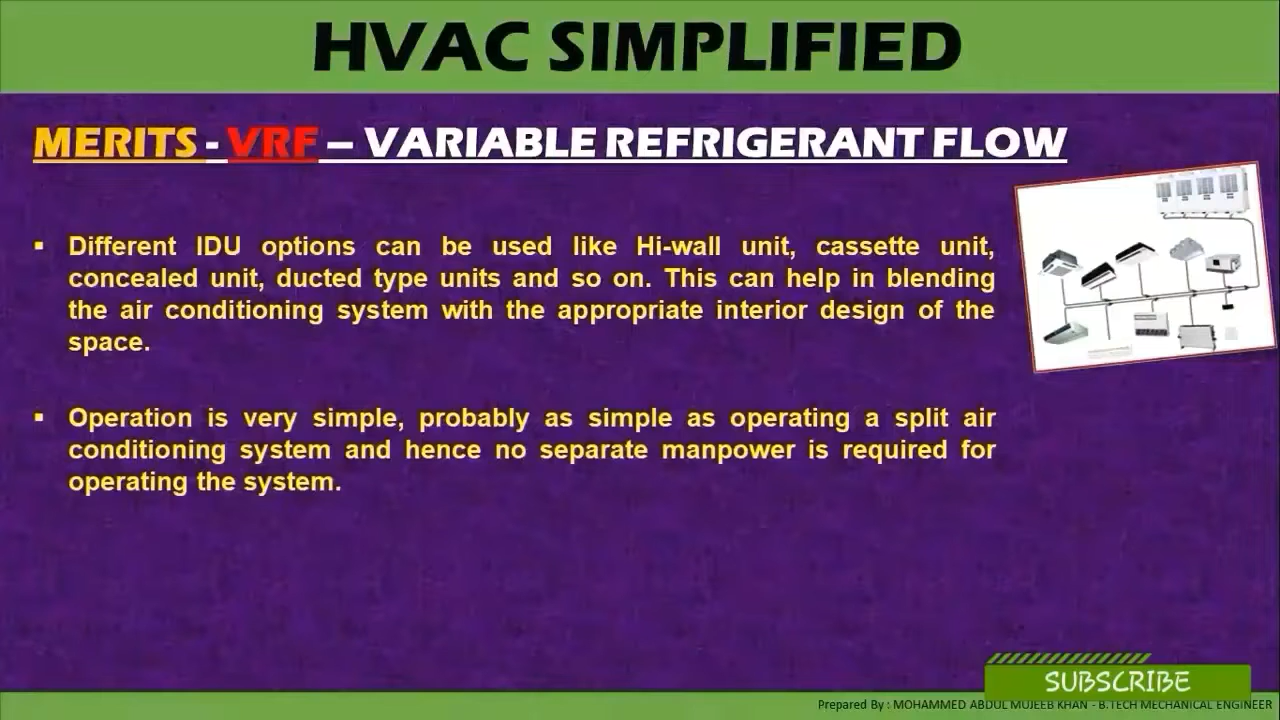 HVAC SIMPLIFIED
MERITS - VRF – VARIABLE REFRIGERANT FLOW
▪ Different IDU options can be used like Hi-wall unit, cassette unit,
concealed unit, ducted type units and so on. This can help in blending
the air conditioning system with the appropriate interior design of the
space.
▪ Operation is very simple, probably as simple as operating a split air
conditioning system and hence no separate manpower is required for
operating the system.
SUBSCRIBE
Prepared By : MOHAMMED ABDUL MUJEEB KHAN - B.TECH MECHANICAL ENGINEER